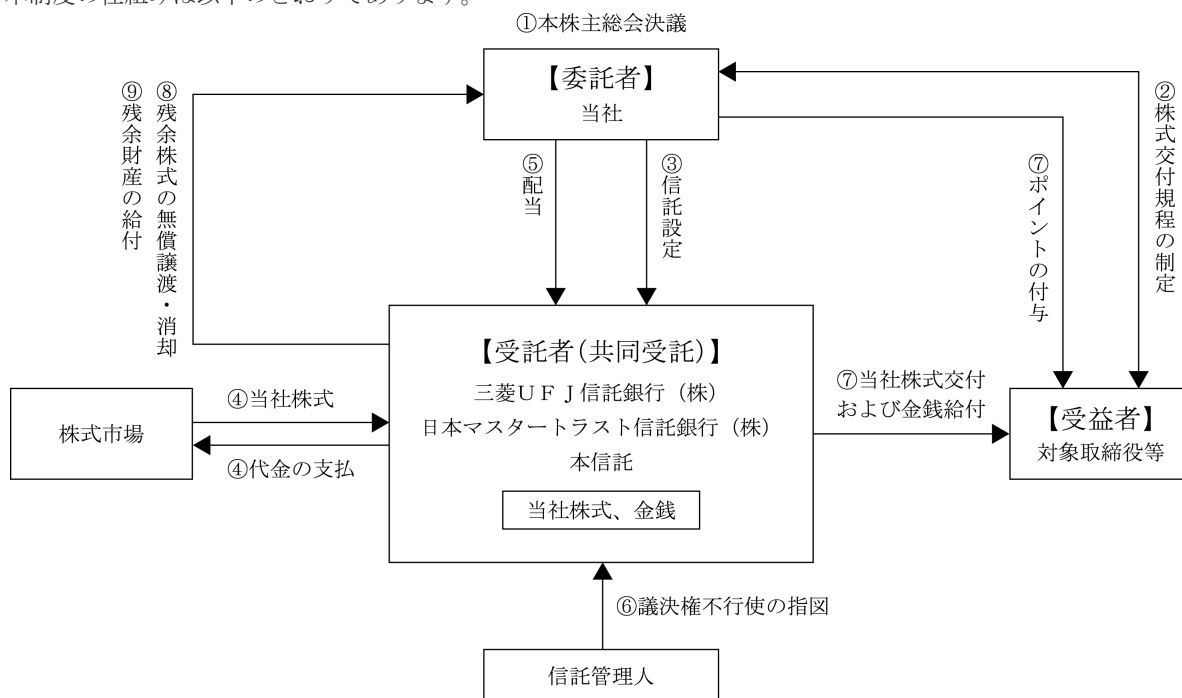 本制度の仕組みは以下のとおりであります。
①本株主総会決議
【委託者】
当社
⑨残余財産の給付
⑧残余株式の無償譲渡・消却
⑤配当
③信託設定
⑦ポイントの付与
②株式交付規程の制定
【受託者(共同受託)】
三菱UFJ信託銀行（株）
日本マスタートラスト信託銀行（株）
本信託
当社株式、金銭
株式市場
④当社株式
④代金の支払
⑦当社株式交付
および金銭給付
【受益者】
対象取締役等
⑥議決権不行使の指図
信託管理人